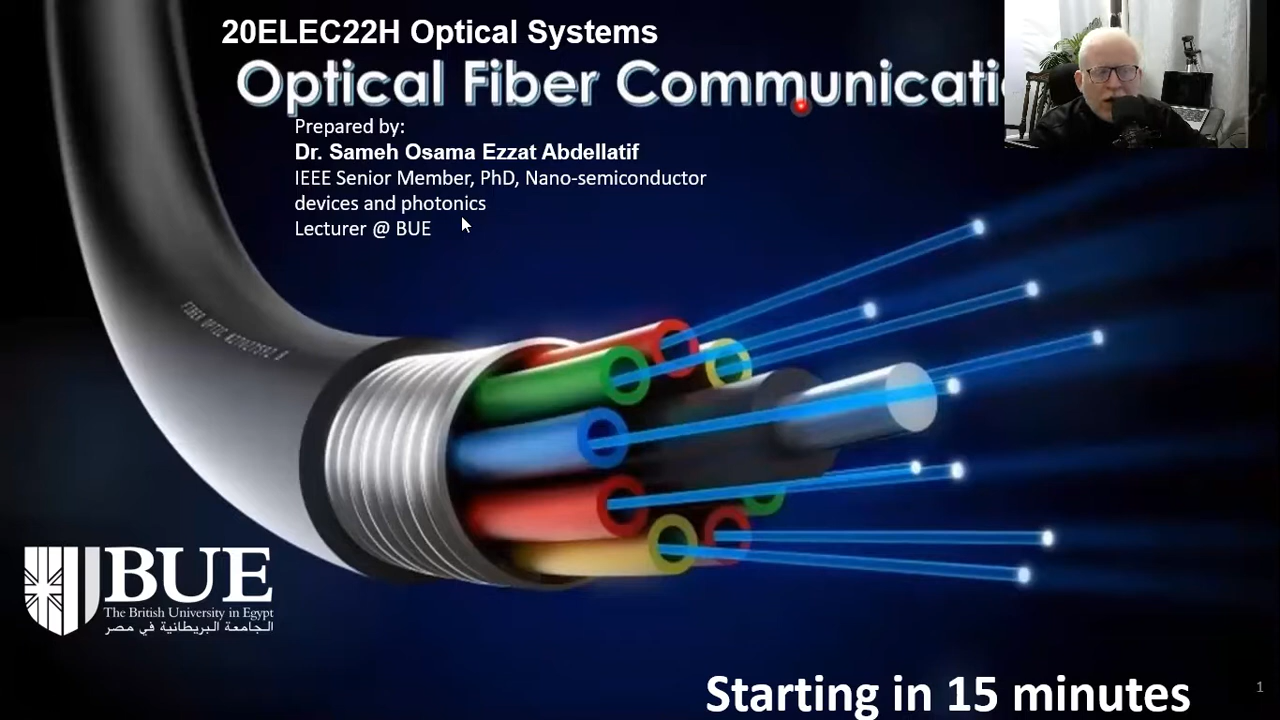 20ELEC22H Optical Systems
Optical Fiber Communicatio
Prepared by:
Dr. Sameh Osama Ezzat Abdellatif
IEEE Senior Member, PhD, Nano-semiconductor
devices and photonics
Lecturer @ BUE
BUE
The British University in Egypt
الجامعة البريطانية في مصر
Starting in 15 minutes
1